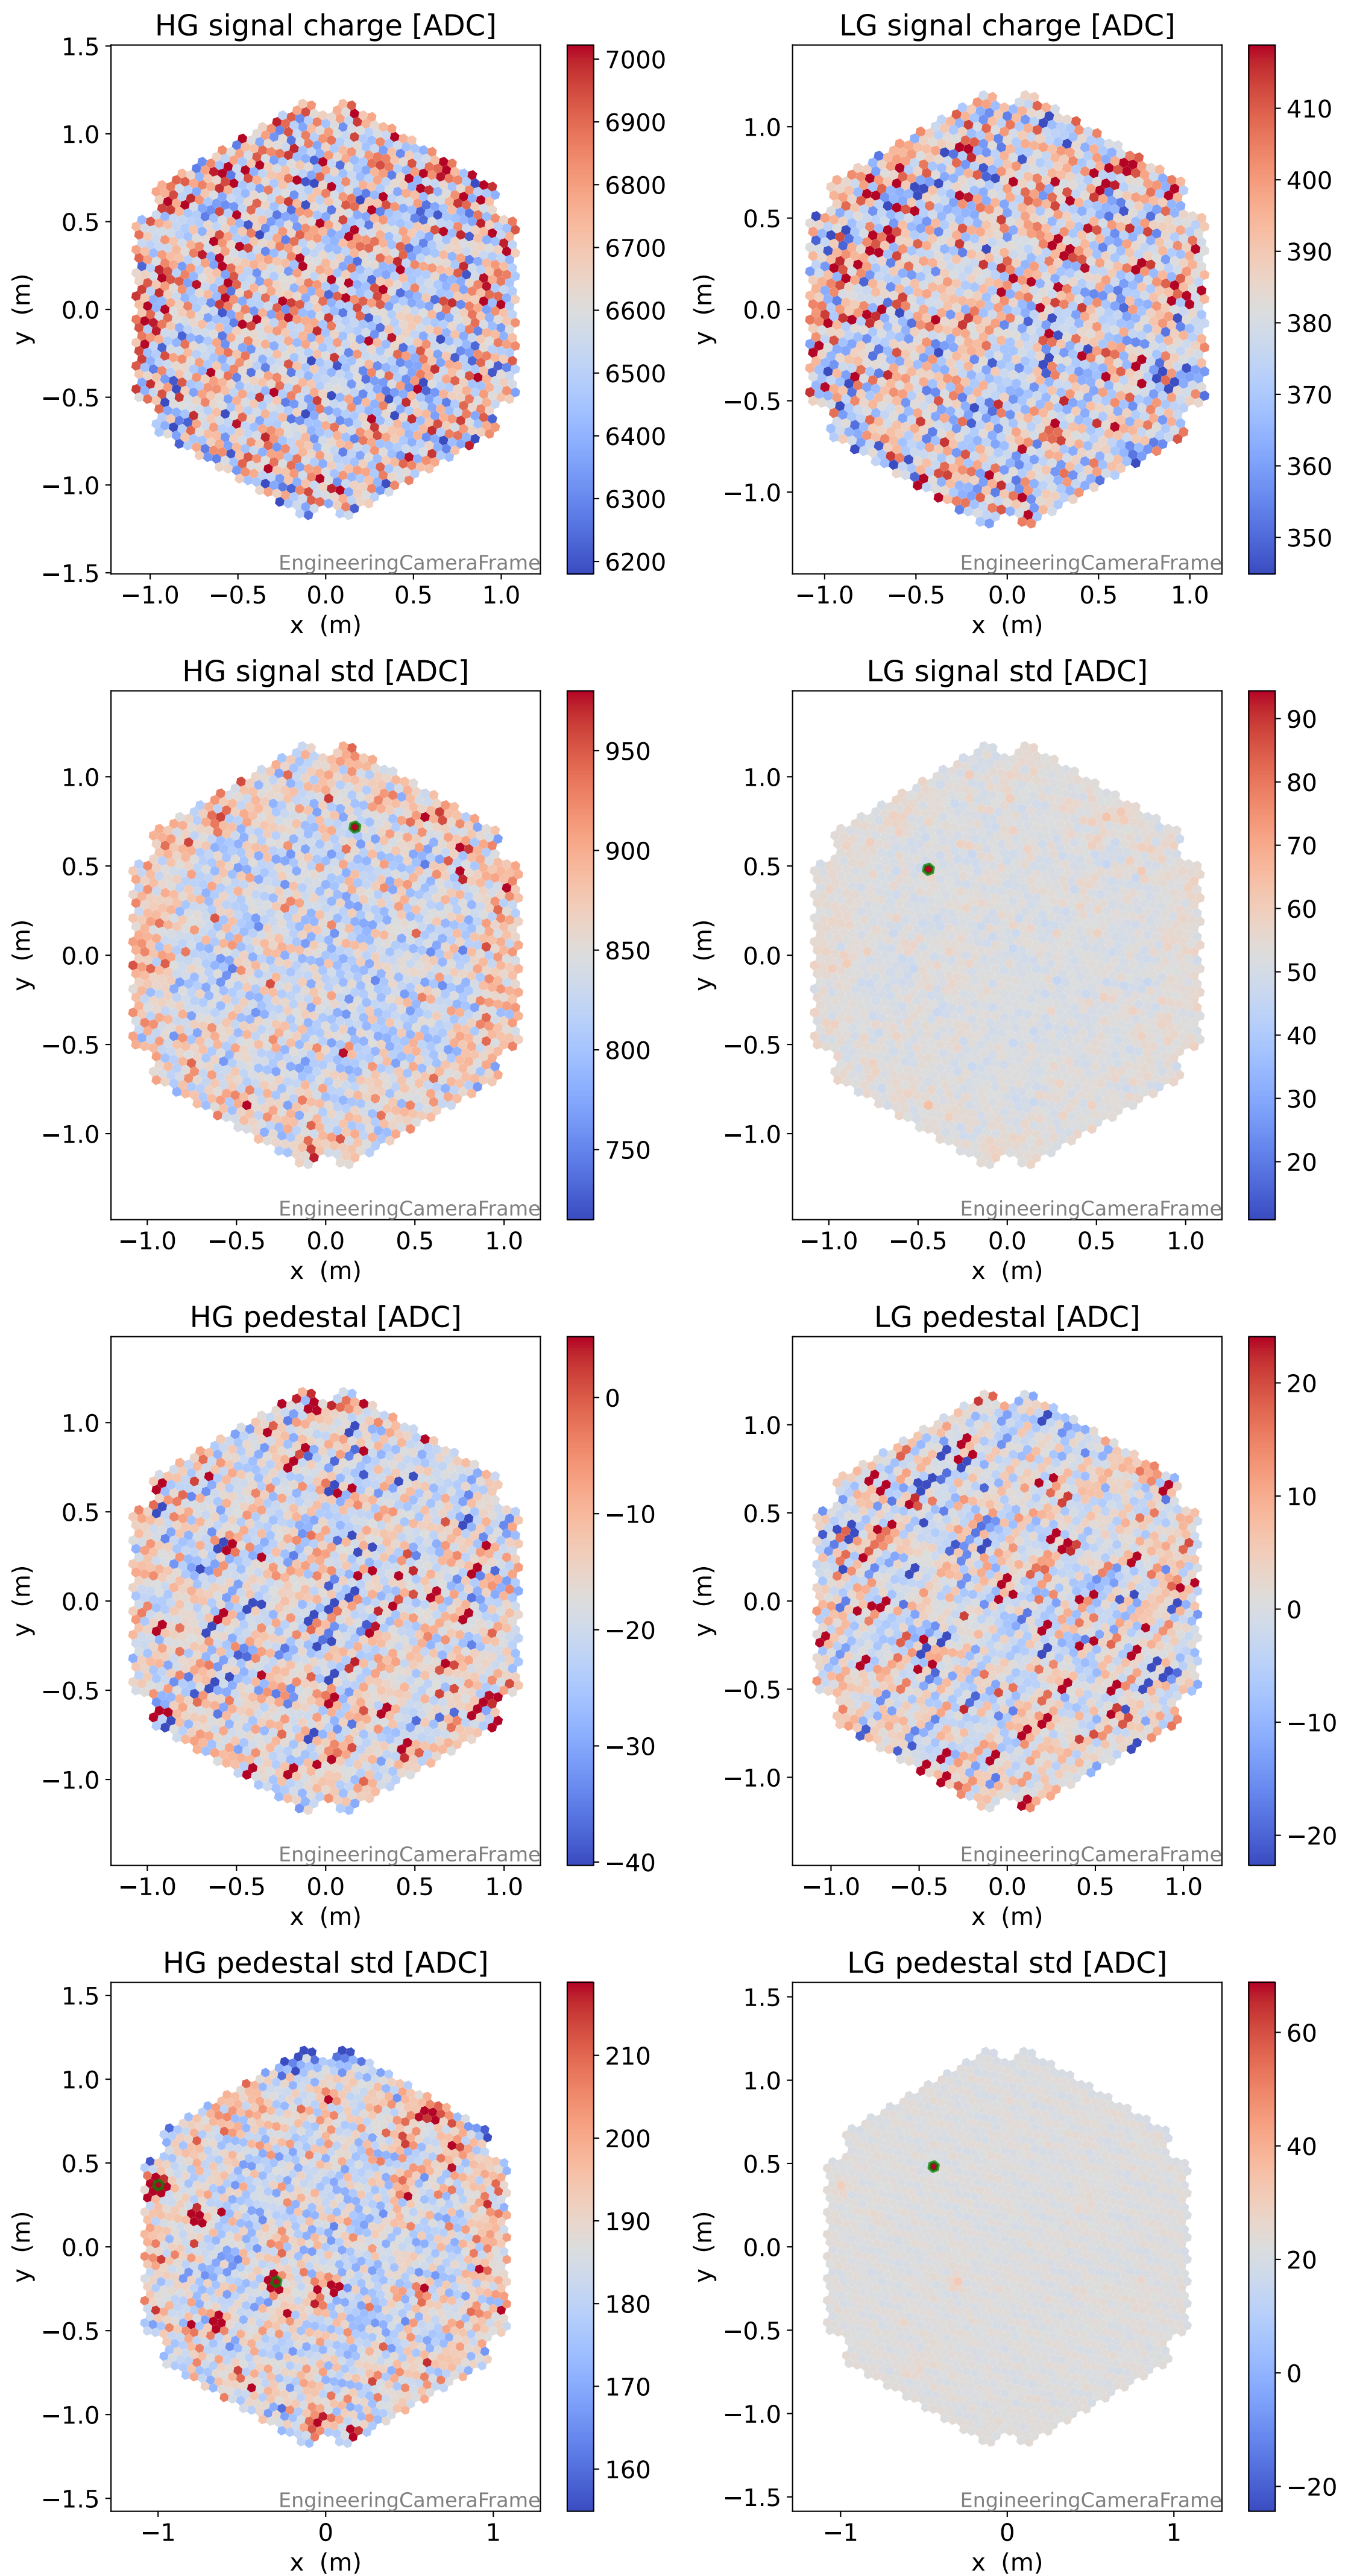 HG signal charge [ADC]
LG signal charge [ADC]
1.5
1.0
0.5
0.0
−0.5
−1.0
−1.5
y (m)
−1.0 −0.5 0.0 0.5 1.0
x (m)
EngineeringCameraFrame
7000
6900
6800
6700
6600
6500
6400
6300
6200
1.0
0.5
0.0
−0.5
−1.0
y (m)
−1.0 −0.5 0.0 0.5 1.0
x (m)
EngineeringCameraFrame
410
400
390
380
370
360
350
HG signal std [ADC]
LG signal std [ADC]
1.0
0.5
0.0
−0.5
−1.0
y (m)
−1.0 −0.5 0.0 0.5 1.0
x (m)
EngineeringCameraFrame
950
900
850
800
750
1.0
0.5
0.0
−0.5
−1.0
y (m)
−1.0 −0.5 0.0 0.5 1.0
x (m)
EngineeringCameraFrame
90
80
70
60
50
40
30
20
HG pedestal [ADC]
LG pedestal [ADC]
1.0
0.5
0.0
−0.5
−1.0
y (m)
−1.0 −0.5 0.0 0.5 1.0
x (m)
EngineeringCameraFrame
0
−10
−20
−30
−40
1.0
0.5
0.0
−0.5
−1.0
y (m)
−1.0 −0.5 0.0 0.5 1.0
x (m)
EngineeringCameraFrame
20
10
0
−10
−20
HG pedestal std [ADC]
LG pedestal std [ADC]
1.5
1.0
0.5
0.0
−0.5
−1.0
−1.5
y (m)
−1 0 1
x (m)
EngineeringCameraFrame
210
200
190
180
170
160
1.5
1.0
0.5
0.0
−0.5
−1.0
−1.5
y (m)
−1 0 1
x (m)
EngineeringCameraFrame
60
40
20
0
−20